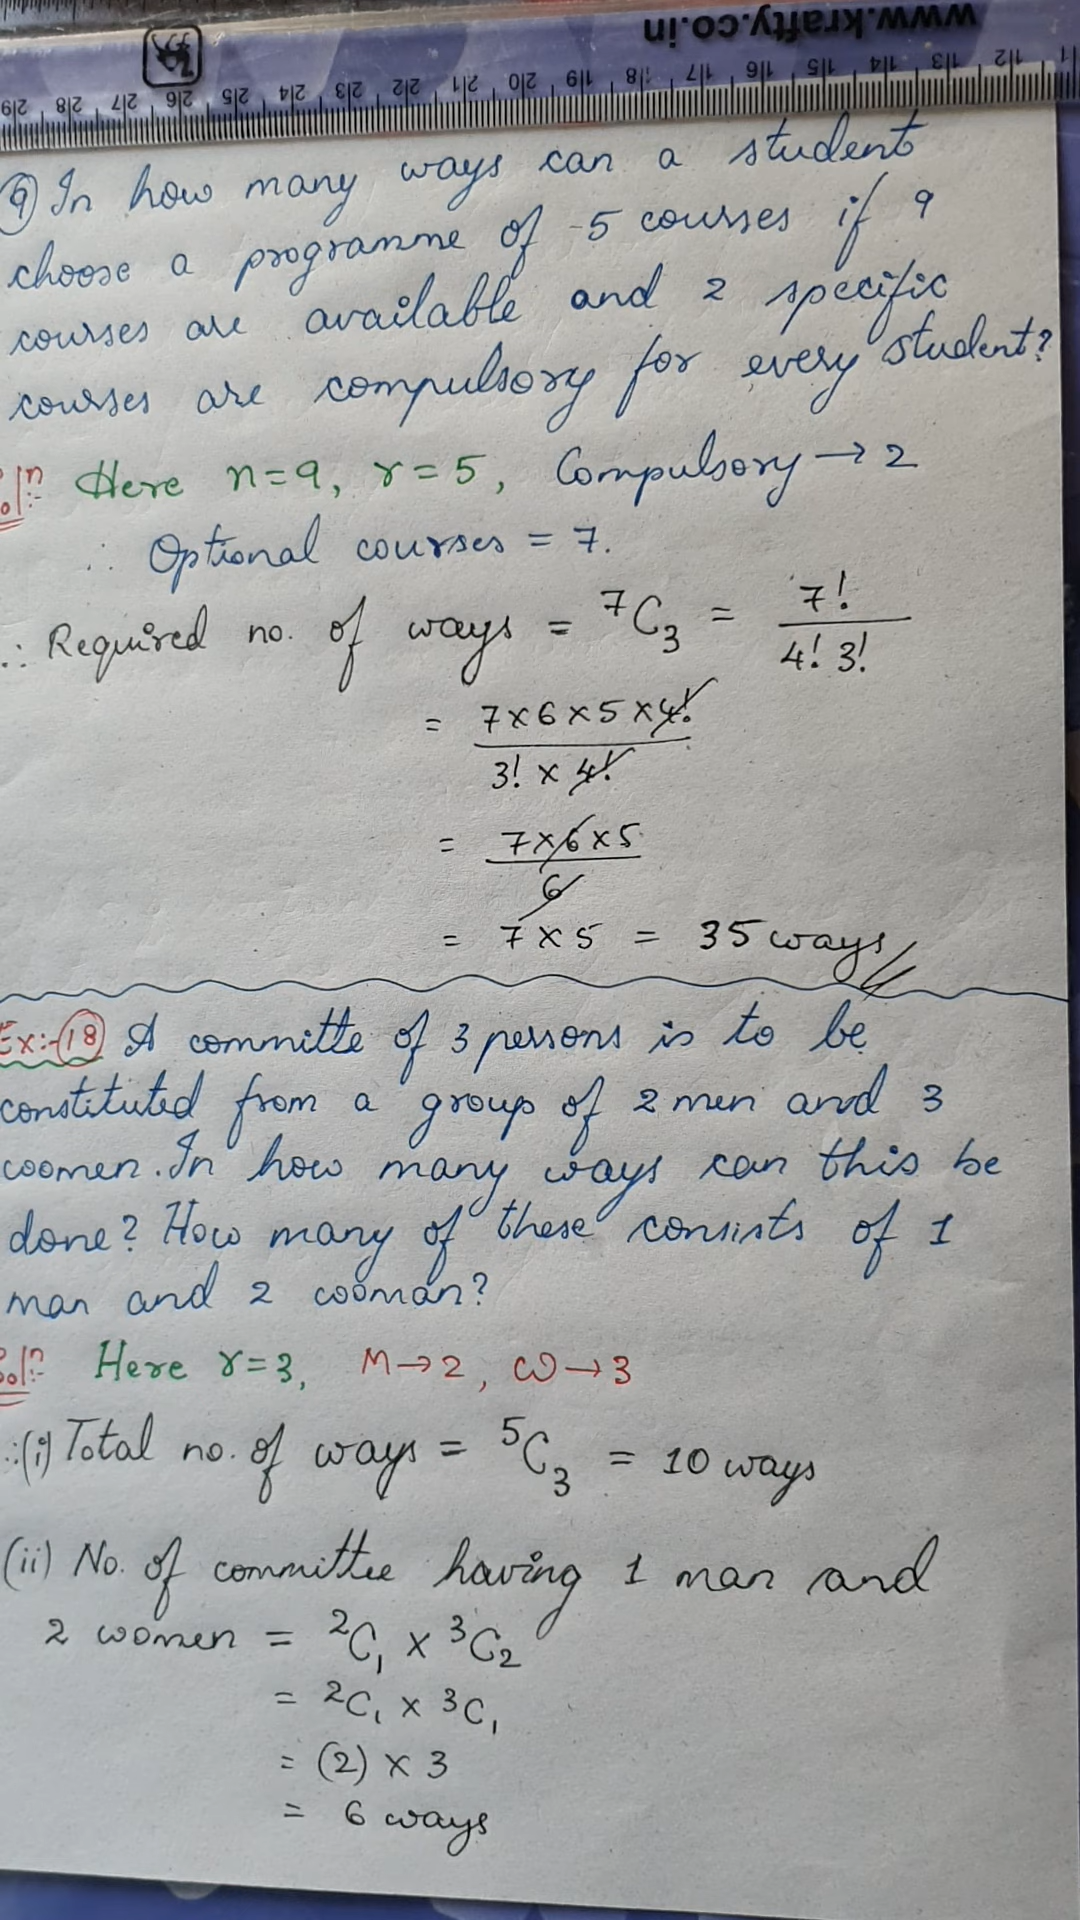 www.krafty.co.in
9 In how many ways can a student
choose a programme of 5 courses if 9
courses are available and 2 specific
courses are compulsory for every student?
Solⁿ:- Here n=9, r=5, Compulsory → 2
∴ Optional courses = 7.
∴ Required no. of ways = ⁷C₃ = 7! / 4! 3!
= 7×6×5×4! / 3! × 4!
= 7×6×5 / 6
= 7×5 = 35 ways
Ex:-18 A committe of 3 persons is to be
constituted from a group of 2 men and 3
women. In how many ways can this be
done? How many of these consists of 1
man and 2 woman?
Solⁿ:- Here r=3, M→2, W→3
∴(i) Total no. of ways = ⁵C₃ = 10 ways
(ii) No. of committee having 1 man and
2 women = ²C₁ × ³C₂
= ²C₁ × ³C₁
= (2) × 3
= 6 ways